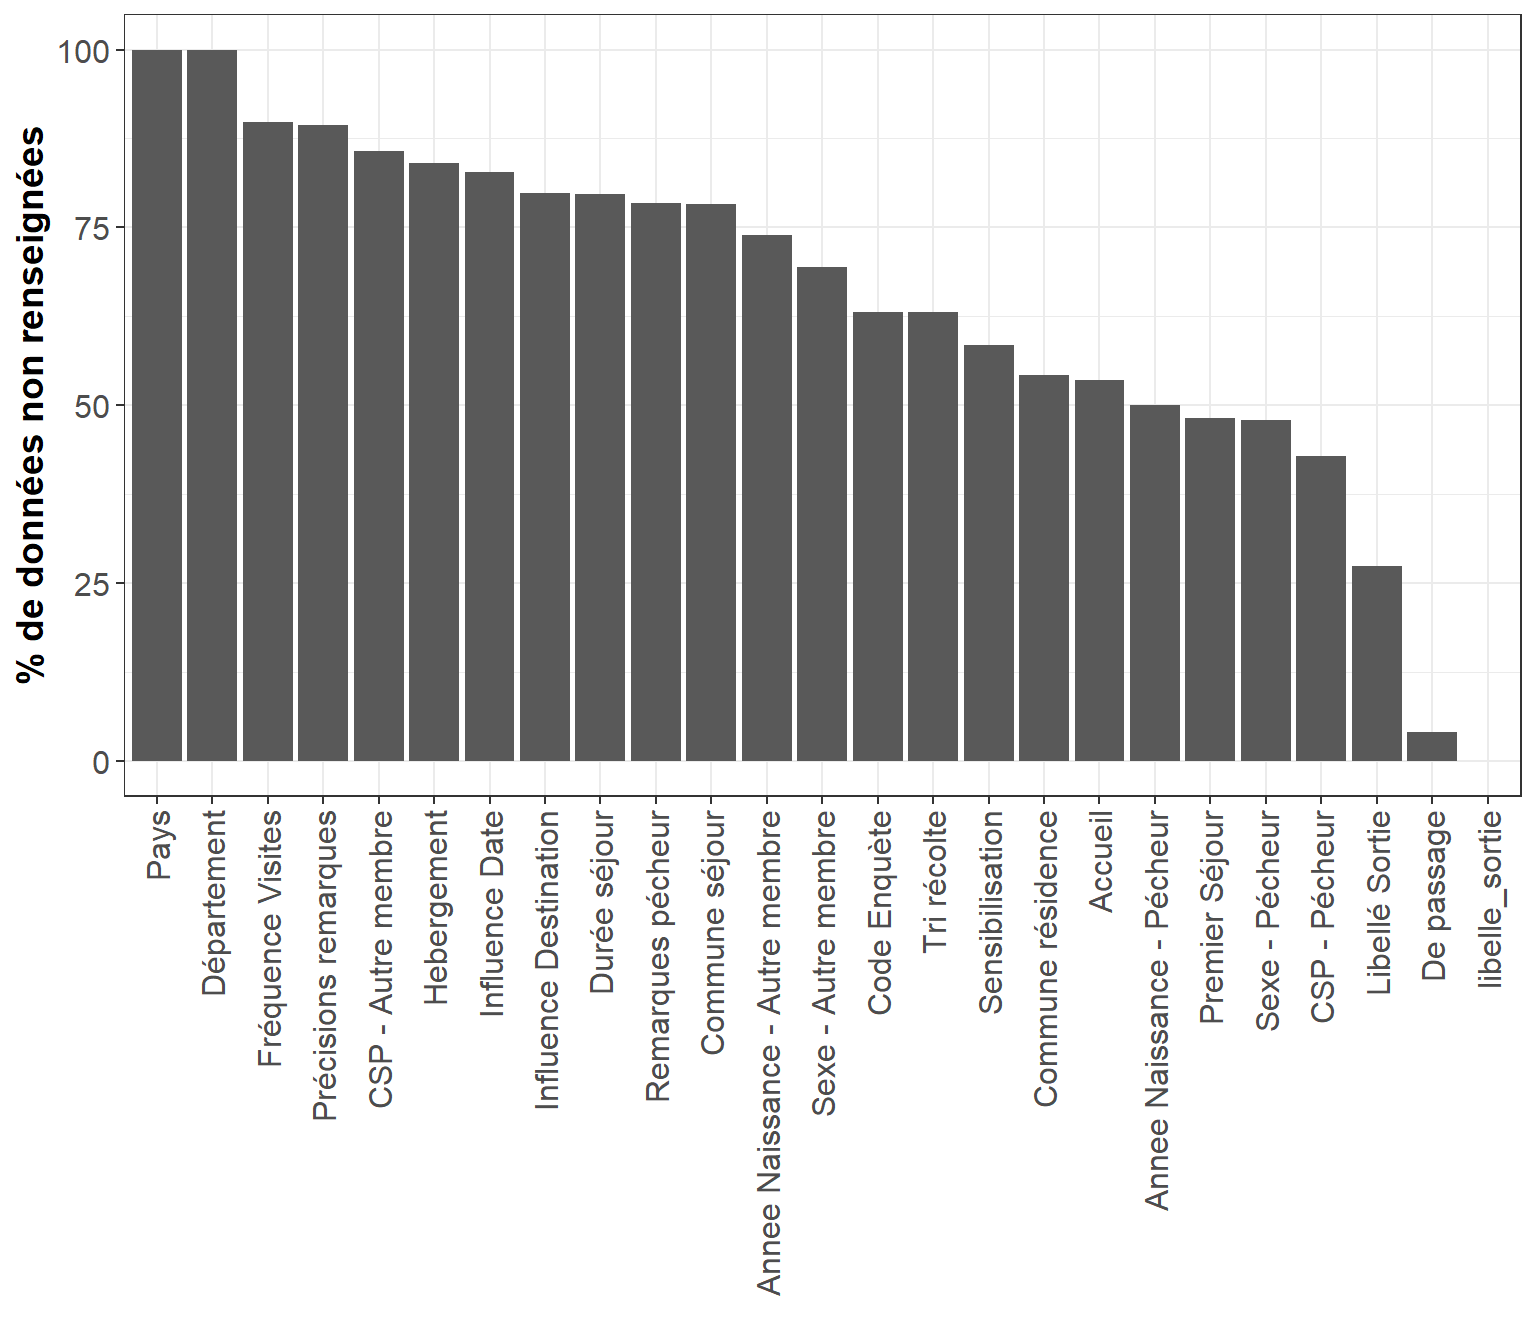 % de données non renseignées
100
75
50
25
0
Pays
Département
Fréquence Visites
Précisions remarques
CSP - Autre membre
Hebergement
Influence Date
Influence Destination
Durée séjour
Remarques pécheur
Commune séjour
Annee Naissance - Autre membre
Sexe - Autre membre
Code Enquète
Tri récolte
Sensibilisation
Commune résidence
Accueil
Annee Naissance - Pécheur
Premier Séjour
Sexe - Pécheur
CSP - Pécheur
Libellé Sortie
De passage
libelle_sortie